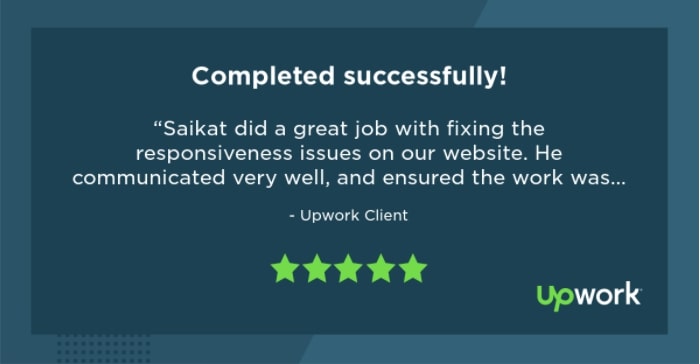 Completed successfully!
“Saikat did a great job with fixing the
responsiveness issues on our website. He
communicated very well, and ensured the work was...
- Upwork Client
upwork